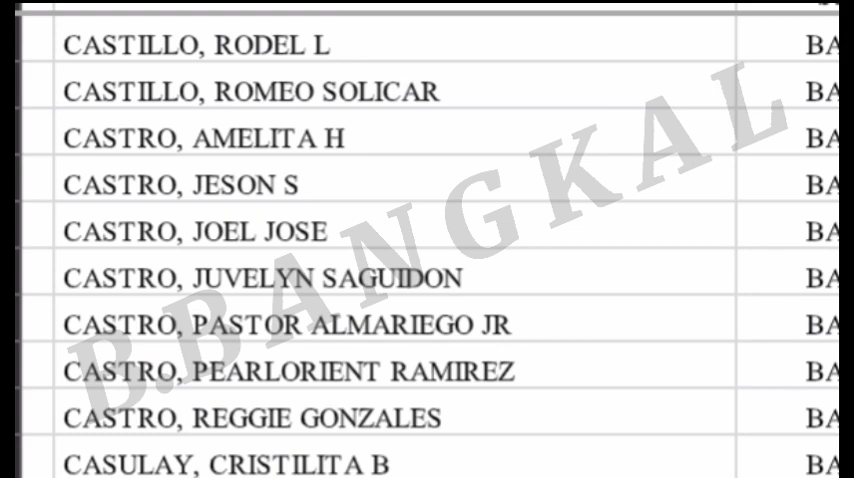 CASTILLO, RODEL L BA
CASTILLO, ROMEO SOLICAR BA
CASTRO, AMELITA H BA
CASTRO, JESON S BA
CASTRO, JOEL JOSE BA
CASTRO, JUVELYN SAGUIDON BA
CASTRO, PASTOR ALMARIEGO JR BA
CASTRO, PEARLORIENT RAMIREZ BA
CASTRO, REGGIE GONZALES BA
CASULAY, CRISTILITA B BA
B.BANGKAL